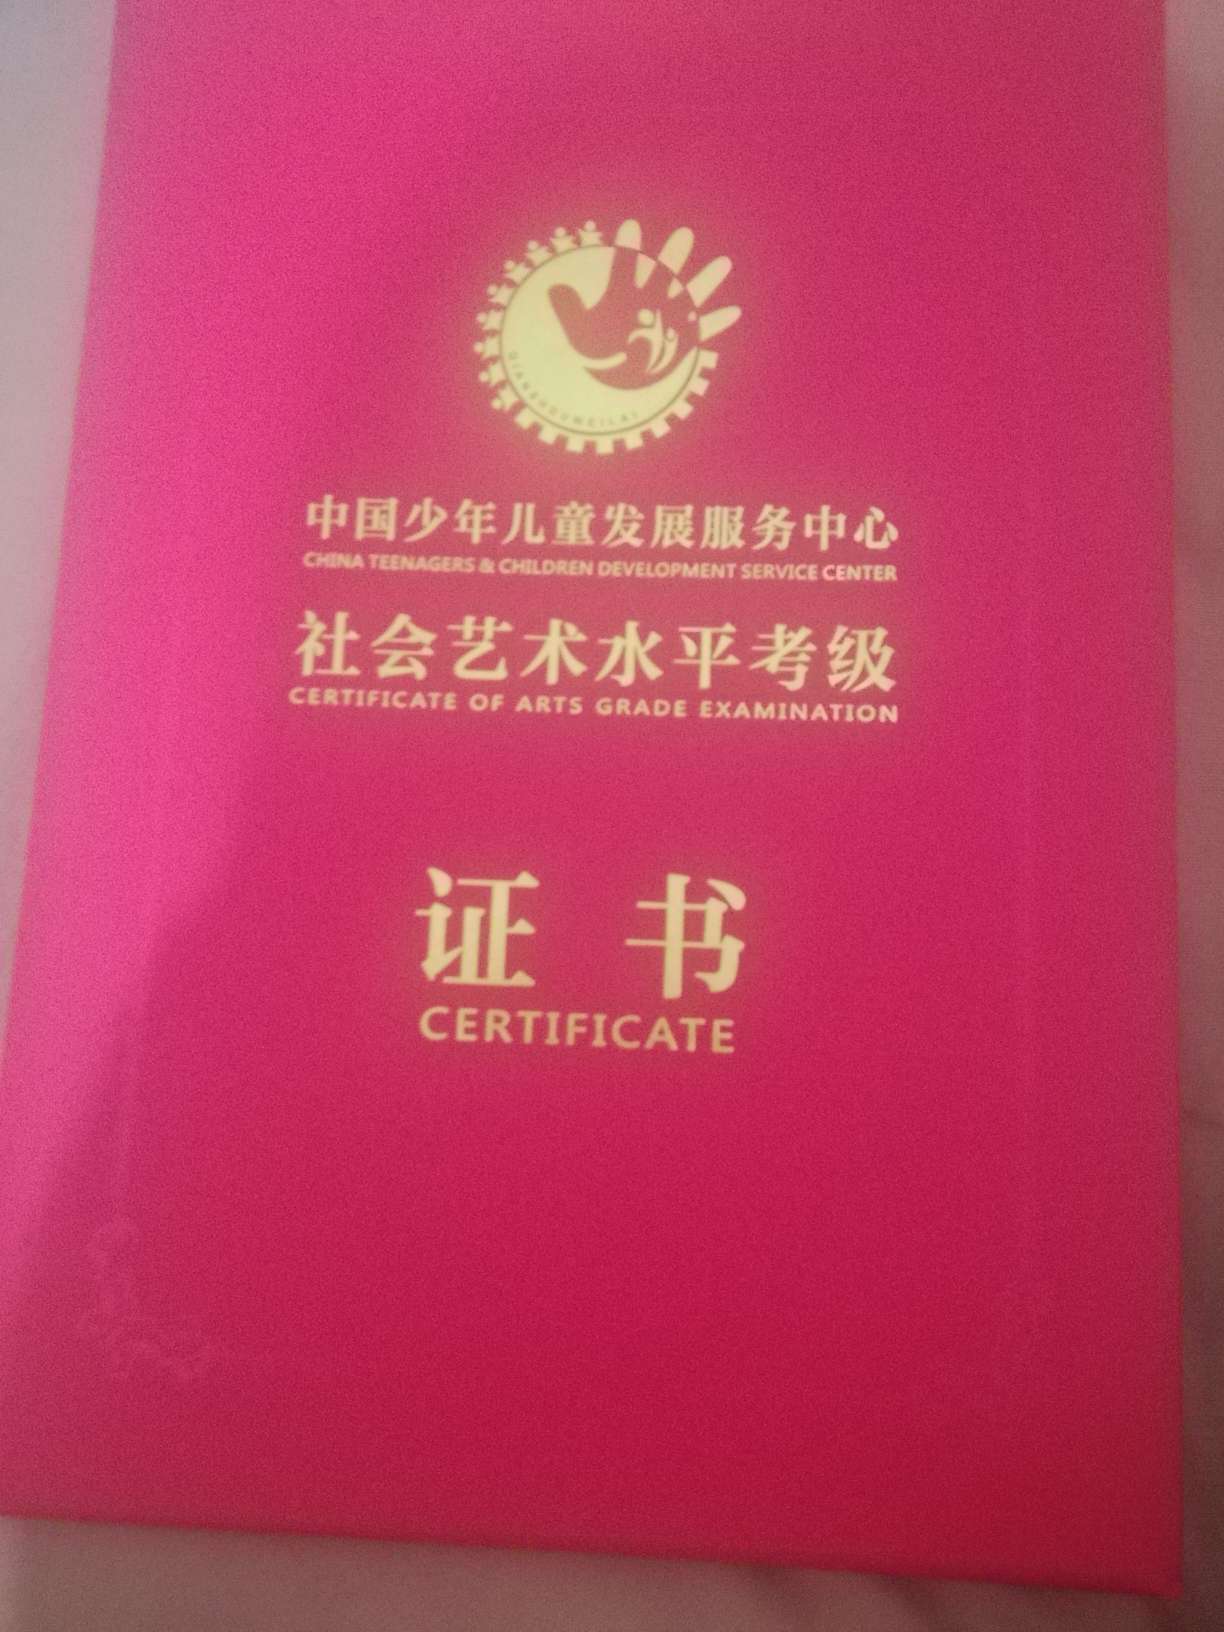 QIANSHOUWEILAI
中国少年儿童发展服务中心
CHINA TEENAGERS & CHILDREN DEVELOPMENT SERVICE CENTER
社会艺术水平考级
CERTIFICATE OF ARTS GRADE EXAMINATION
证书
CERTIFICATE